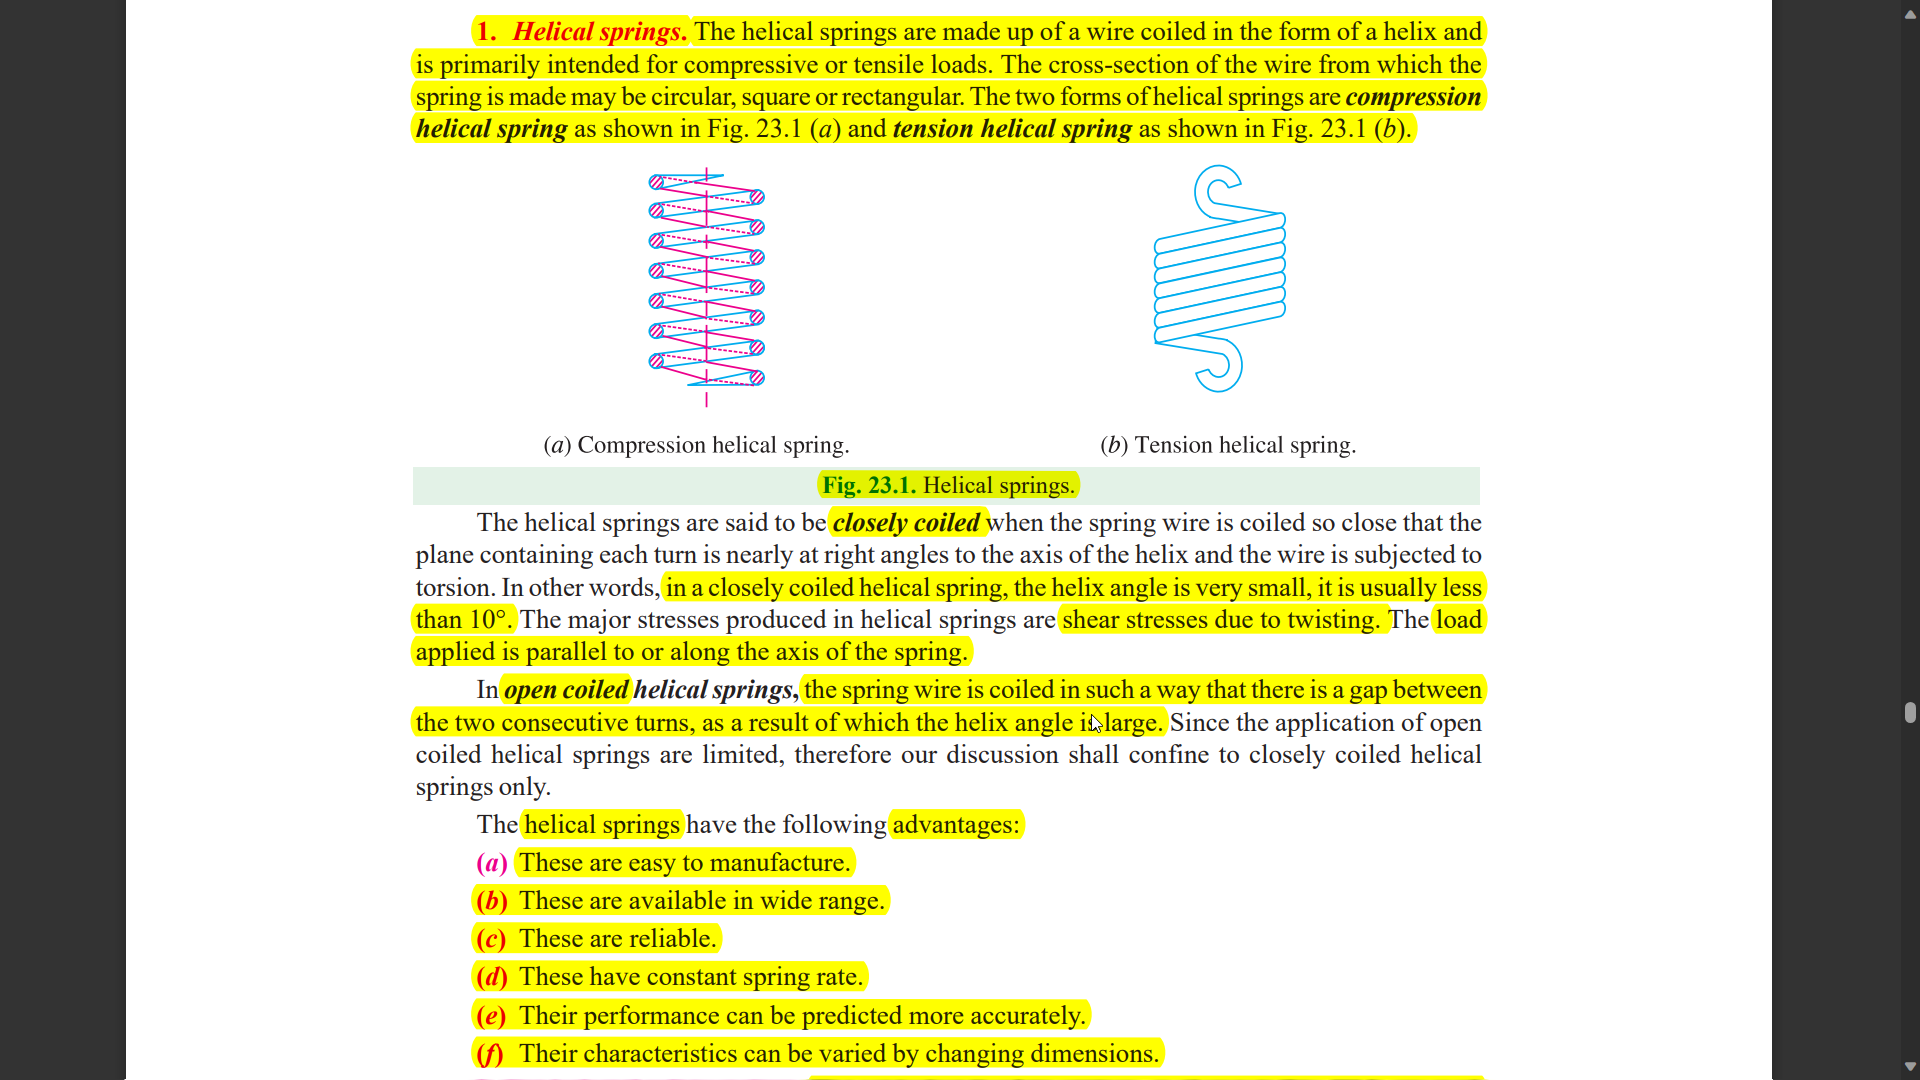 1. Helical springs. The helical springs are made up of a wire coiled in the form of a helix and
is primarily intended for compressive or tensile loads. The cross-section of the wire from which the
spring is made may be circular, square or rectangular. The two forms of helical springs are compression
helical spring as shown in Fig. 23.1 (a) and tension helical spring as shown in Fig. 23.1 (b).
(a) Compression helical spring.
(b) Tension helical spring.
Fig. 23.1. Helical springs.
The helical springs are said to be closely coiled when the spring wire is coiled so close that the
plane containing each turn is nearly at right angles to the axis of the helix and the wire is subjected to
torsion. In other words, in a closely coiled helical spring, the helix angle is very small, it is usually less
than 10°. The major stresses produced in helical springs are shear stresses due to twisting. The load
applied is parallel to or along the axis of the spring.
In open coiled helical springs, the spring wire is coiled in such a way that there is a gap between
the two consecutive turns, as a result of which the helix angle is large. Since the application of open
coiled helical springs are limited, therefore our discussion shall confine to closely coiled helical
springs only.
The helical springs have the following advantages:
(a) These are easy to manufacture.
(b) These are available in wide range.
(c) These are reliable.
(d) These have constant spring rate.
(e) Their performance can be predicted more accurately.
(f) Their characteristics can be varied by changing dimensions.